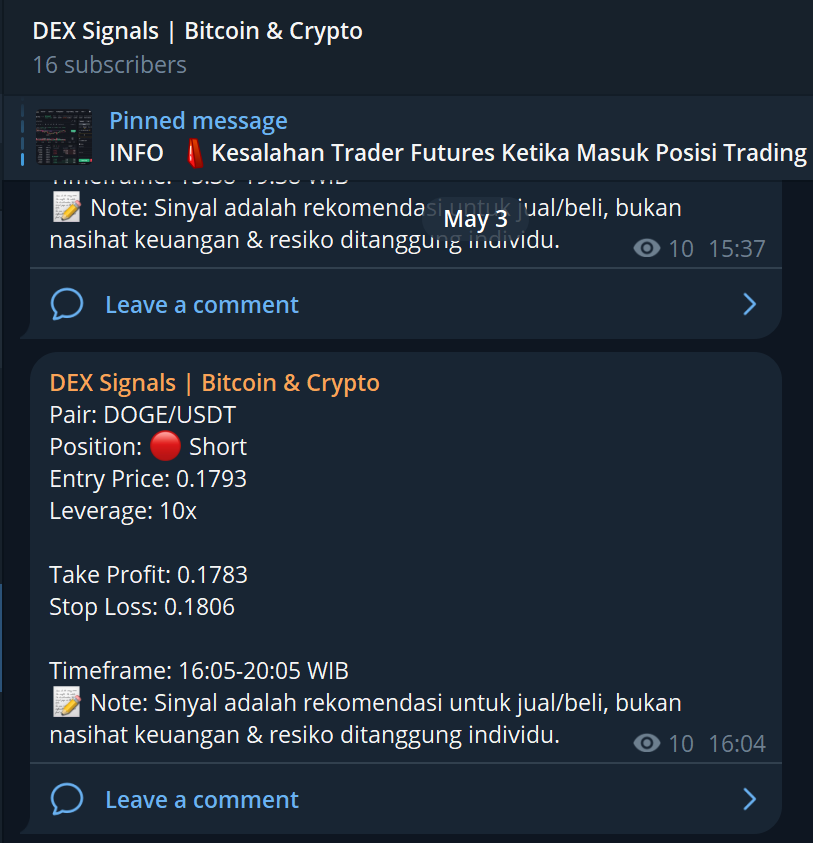 DEX Signals | Bitcoin & Crypto
16 subscribers
Pinned message
INFO Kesalahan Trader Futures Ketika Masuk Posisi Trading
Timeframe: 15:38-19:38 WIB
May 3
Note: Sinyal adalah rekomendasi untuk jual/beli, bukan
nasihat keuangan & resiko ditanggung individu.
10 15:37
Leave a comment
DEX Signals | Bitcoin & Crypto
Pair: DOGE/USDT
Position: 🔴 Short
Entry Price: 0.1793
Leverage: 10x
Take Profit: 0.1783
Stop Loss: 0.1806
Timeframe: 16:05-20:05 WIB
📝 Note: Sinyal adalah rekomendasi untuk jual/beli, bukan
nasihat keuangan & resiko ditanggung individu.
10 16:04
Leave a comment